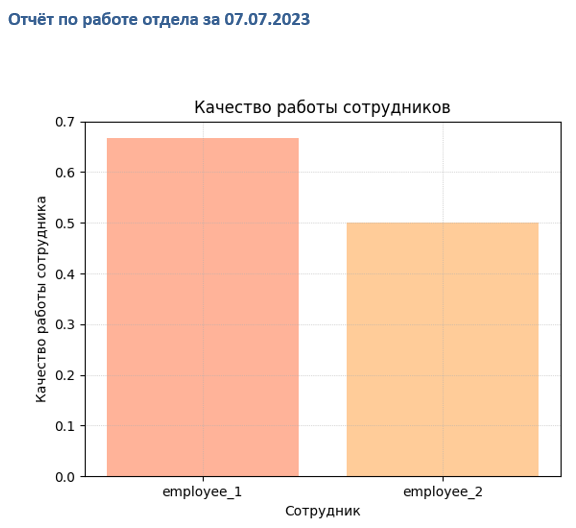 Отчёт по работе отдела за 07.07.2023
Качество работы сотрудников
Качество работы сотрудника
0.7
0.6
0.5
0.4
0.3
0.2
0.1
0.0
employee_1
employee_2
Сотрудник